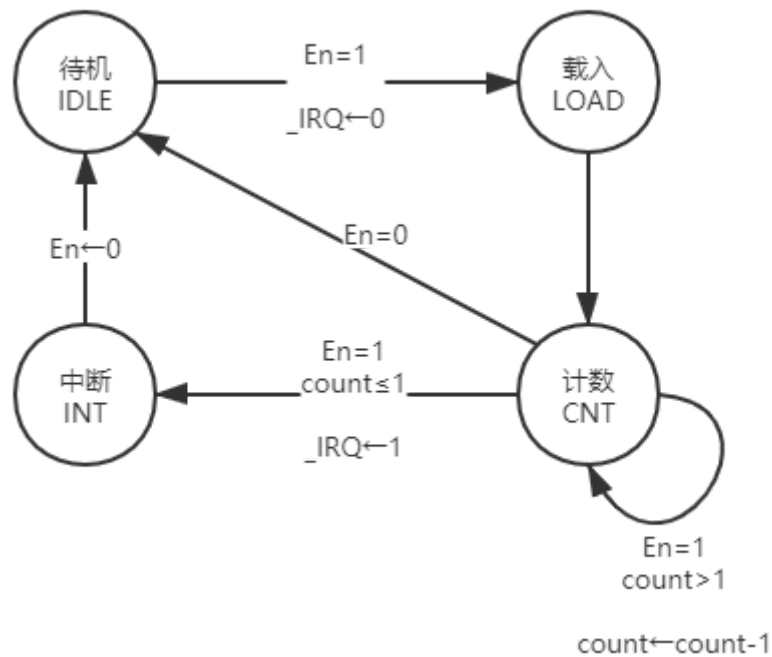 待机
IDLE
En=1
_IRQ←0
载入
LOAD
En←0
En=0
中断
INT
En=1
count≤1
_IRQ←1
计数
CNT
En=1
count>1
count←count-1